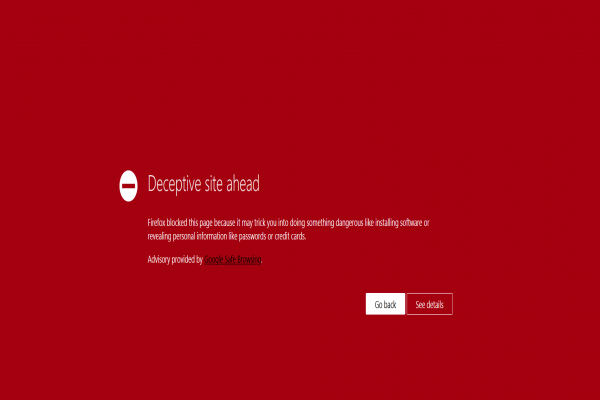 Deceptive site ahead
Firefox blocked this page because it may trick you into doing something dangerous like installing software or
revealing personal information like passwords or credit cards.
Advisory provided by Google Safe Browsing.
Go back
See details